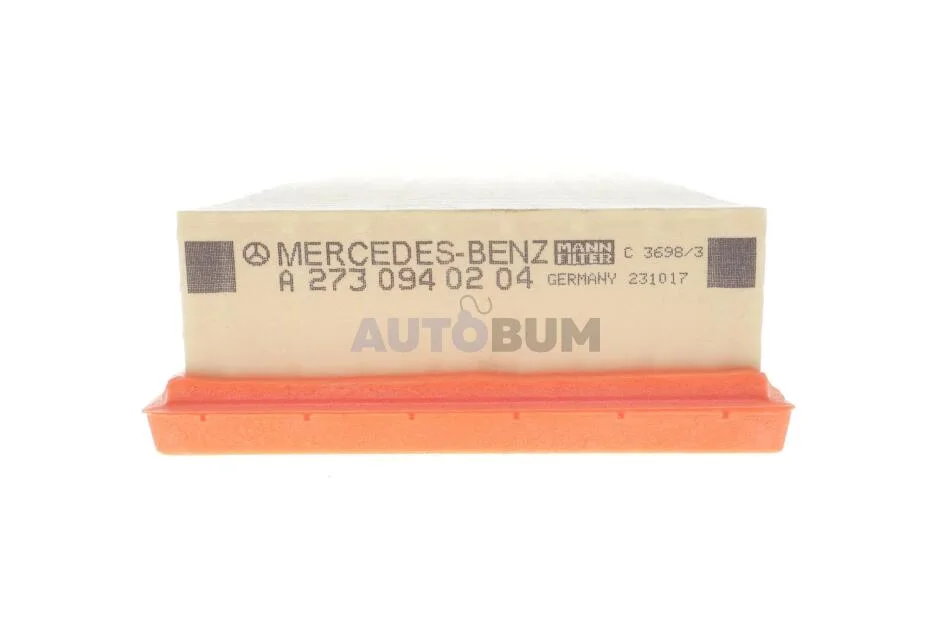 MERCEDES-BENZ MANN FILTER C 3698/3
A 273 094 02 04 GERMANY 231017
AUTOBUM